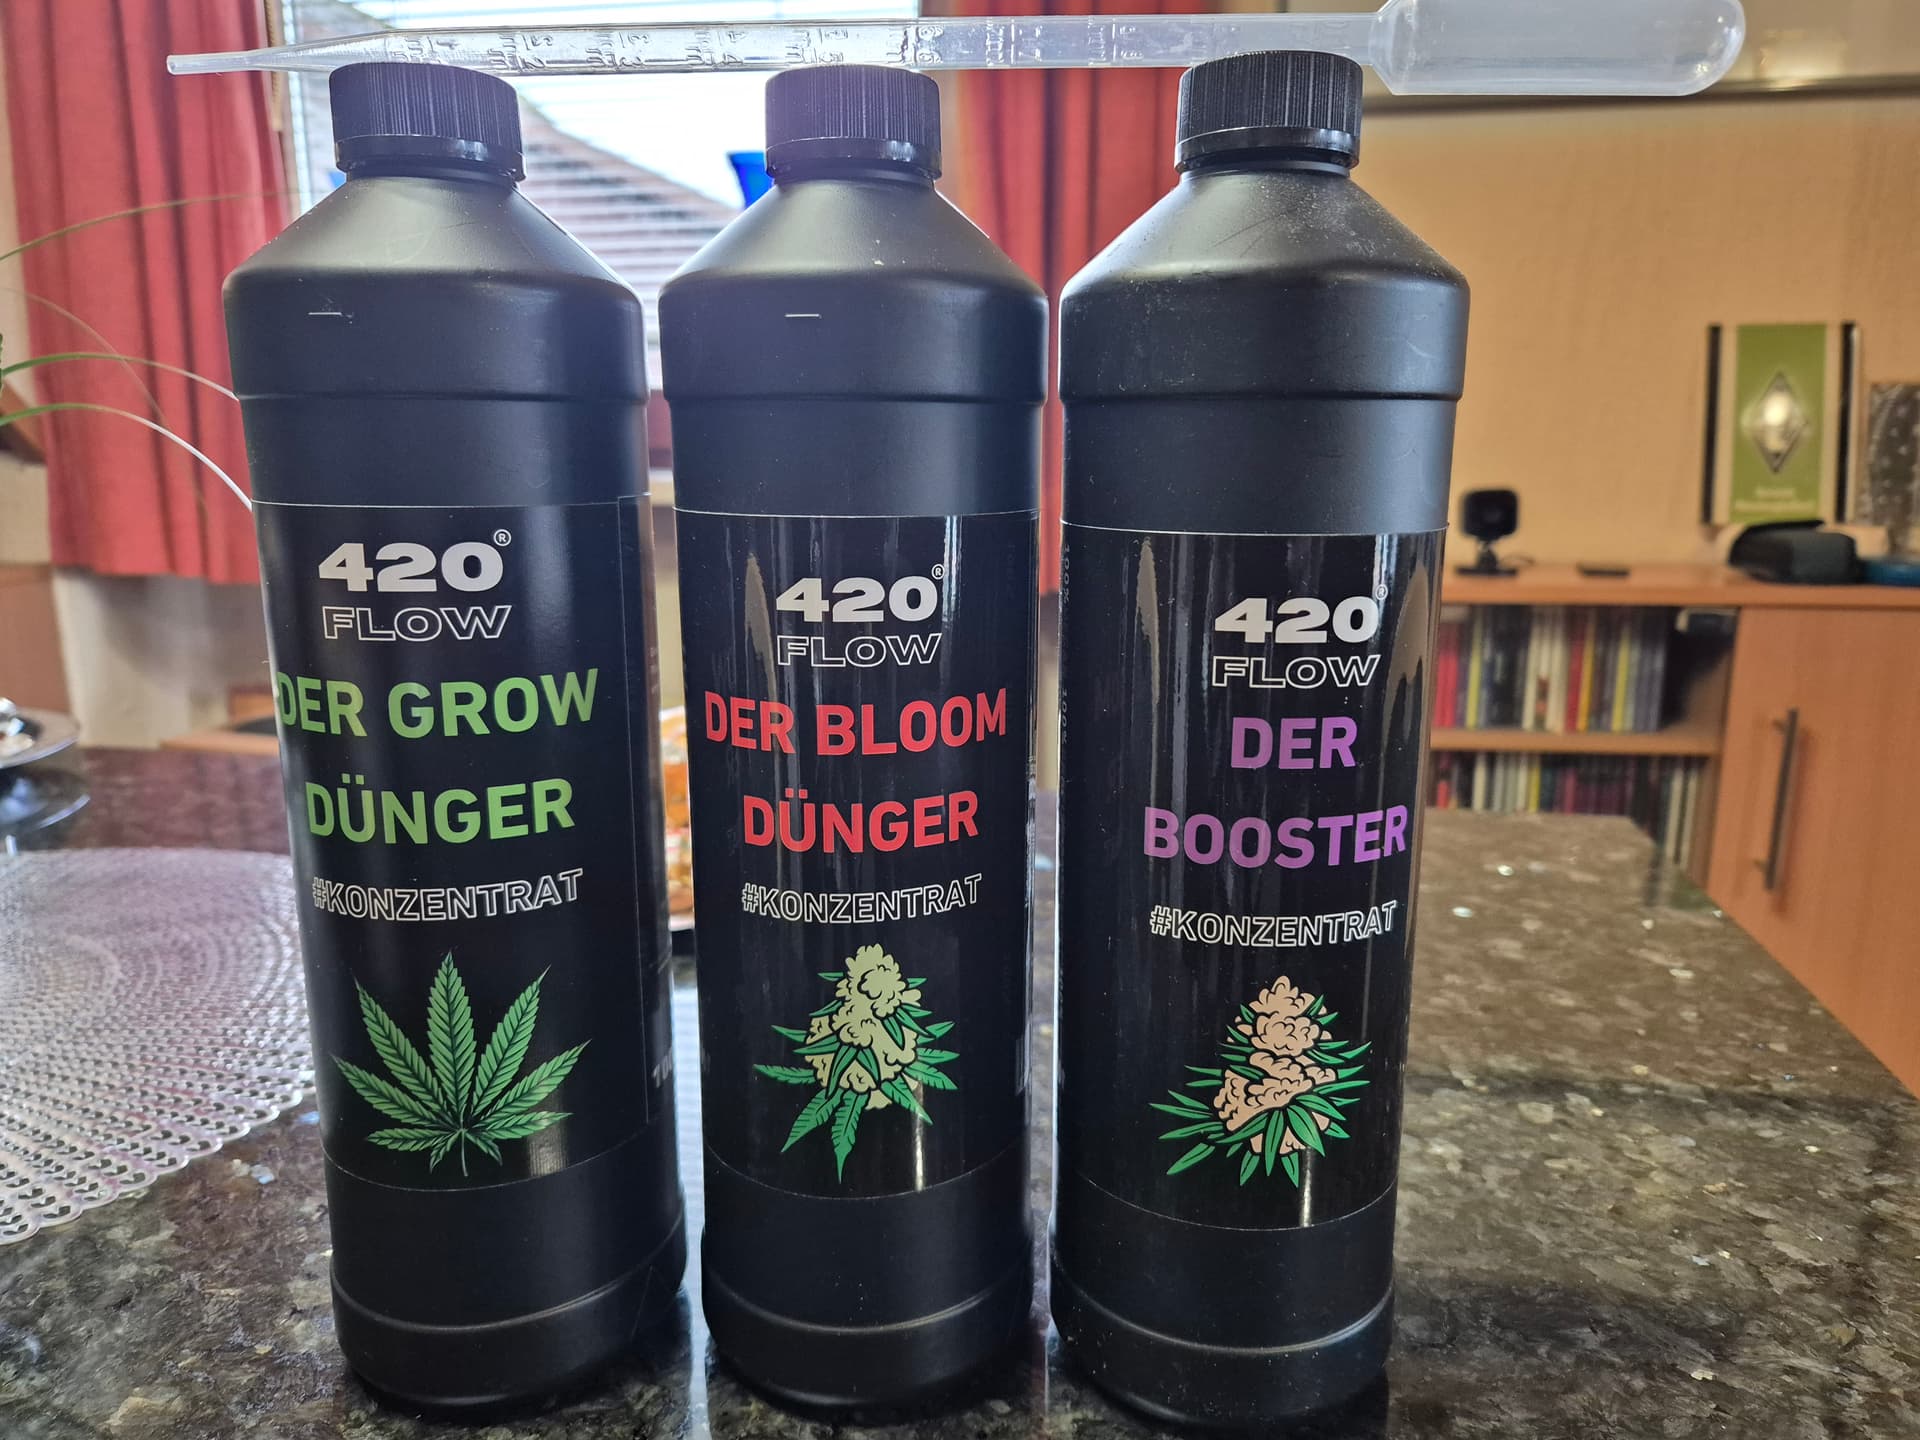 420®
FLOW
DER GROW
DÜNGER
#KONZENTRAT
420®
FLOW
DER BLOOM
DÜNGER
#KONZENTRAT
420®
FLOW
DER
BOOSTER
#KONZENTRAT